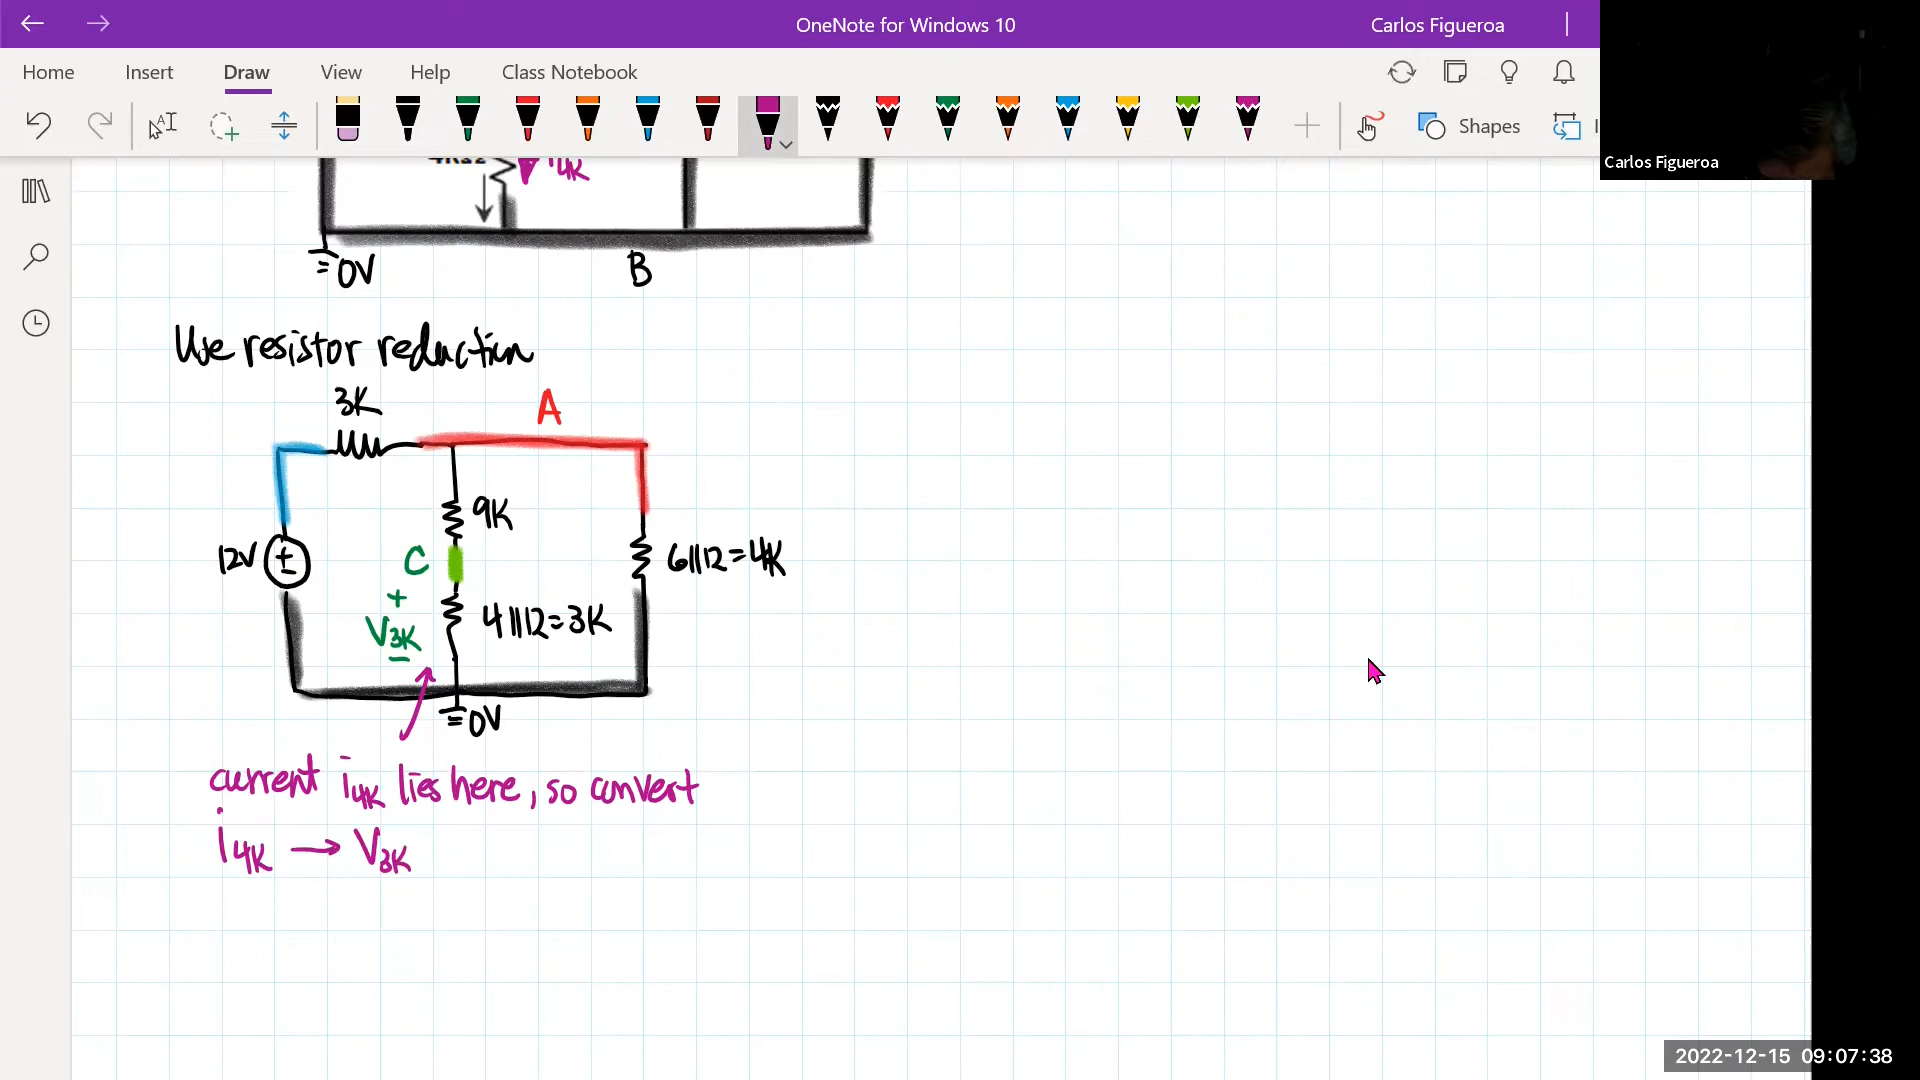 OneNote for Windows 10
Carlos Figueroa
Home Insert Draw View Help Class Notebook
Shapes
Carlos Figueroa
4K
=0V
B
Use resistor reduction
3K
A
9K
12V
C
6||12=4K
+
V3K
4||12=3K
=0V
current i4K lies here, so convert
i4K → V3K
2022-12-15 09:07:38